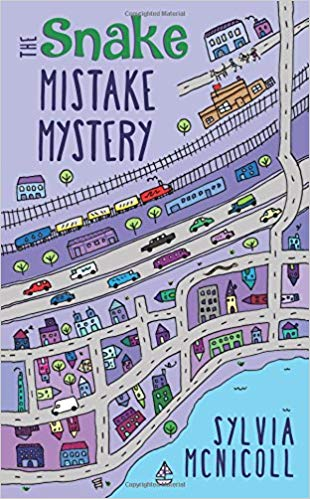 THE
Snake
MISTAKE
MYSTERY
SYLVIA
MCNICOLL